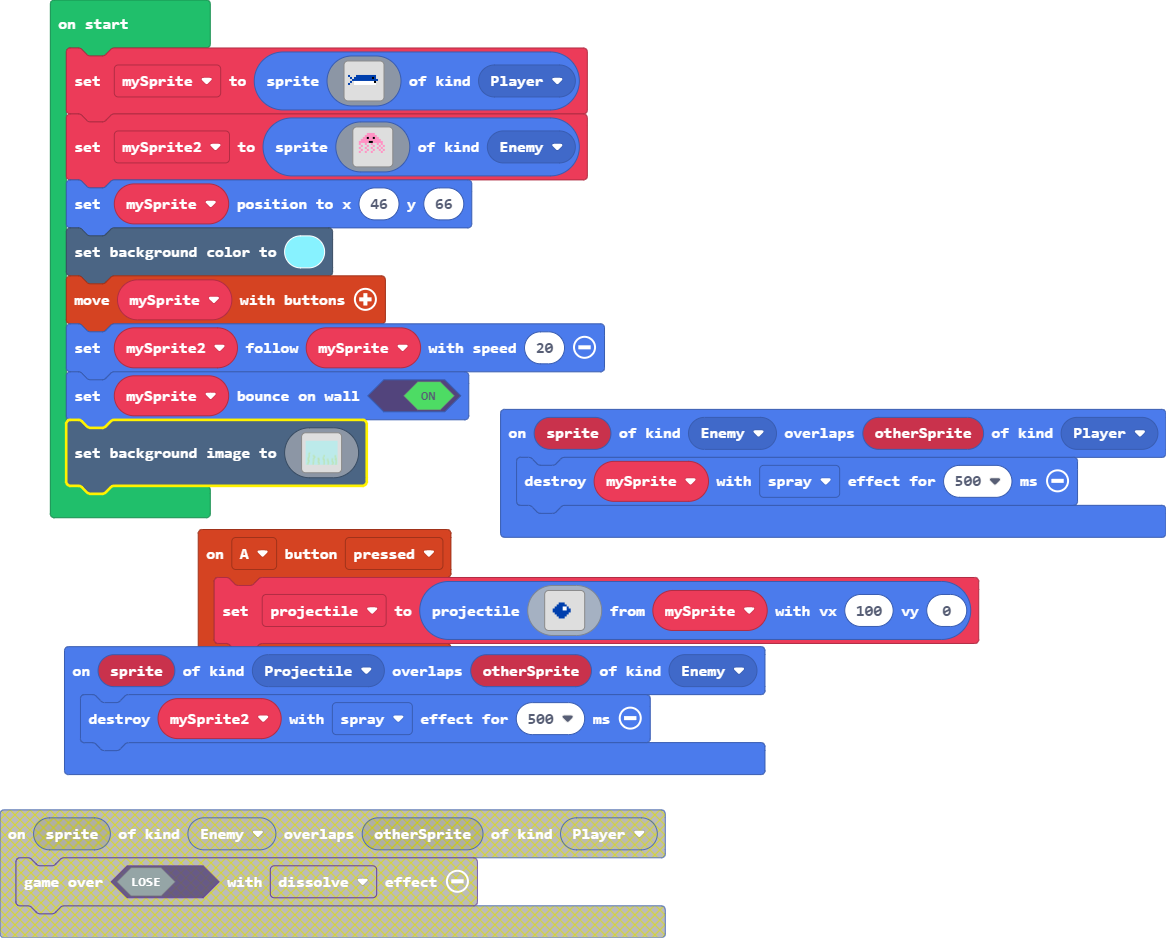 on start
set mySprite to sprite of kind Player
set mySprite2 to sprite of kind Enemy
set mySprite position to x 46 y 66
set background color to
move mySprite with buttons
set mySprite2 follow mySprite with speed 20
set mySprite bounce on wall ON
set background image to
on sprite of kind Enemy overlaps otherSprite of kind Player
destroy mySprite with spray effect for 500 ms
on A button pressed
set projectile to projectile from mySprite with vx 100 vy 0
on sprite of kind Projectile overlaps otherSprite of kind Enemy
destroy mySprite2 with spray effect for 500 ms
on sprite of kind Enemy overlaps otherSprite of kind Player
game over LOSE with dissolve effect